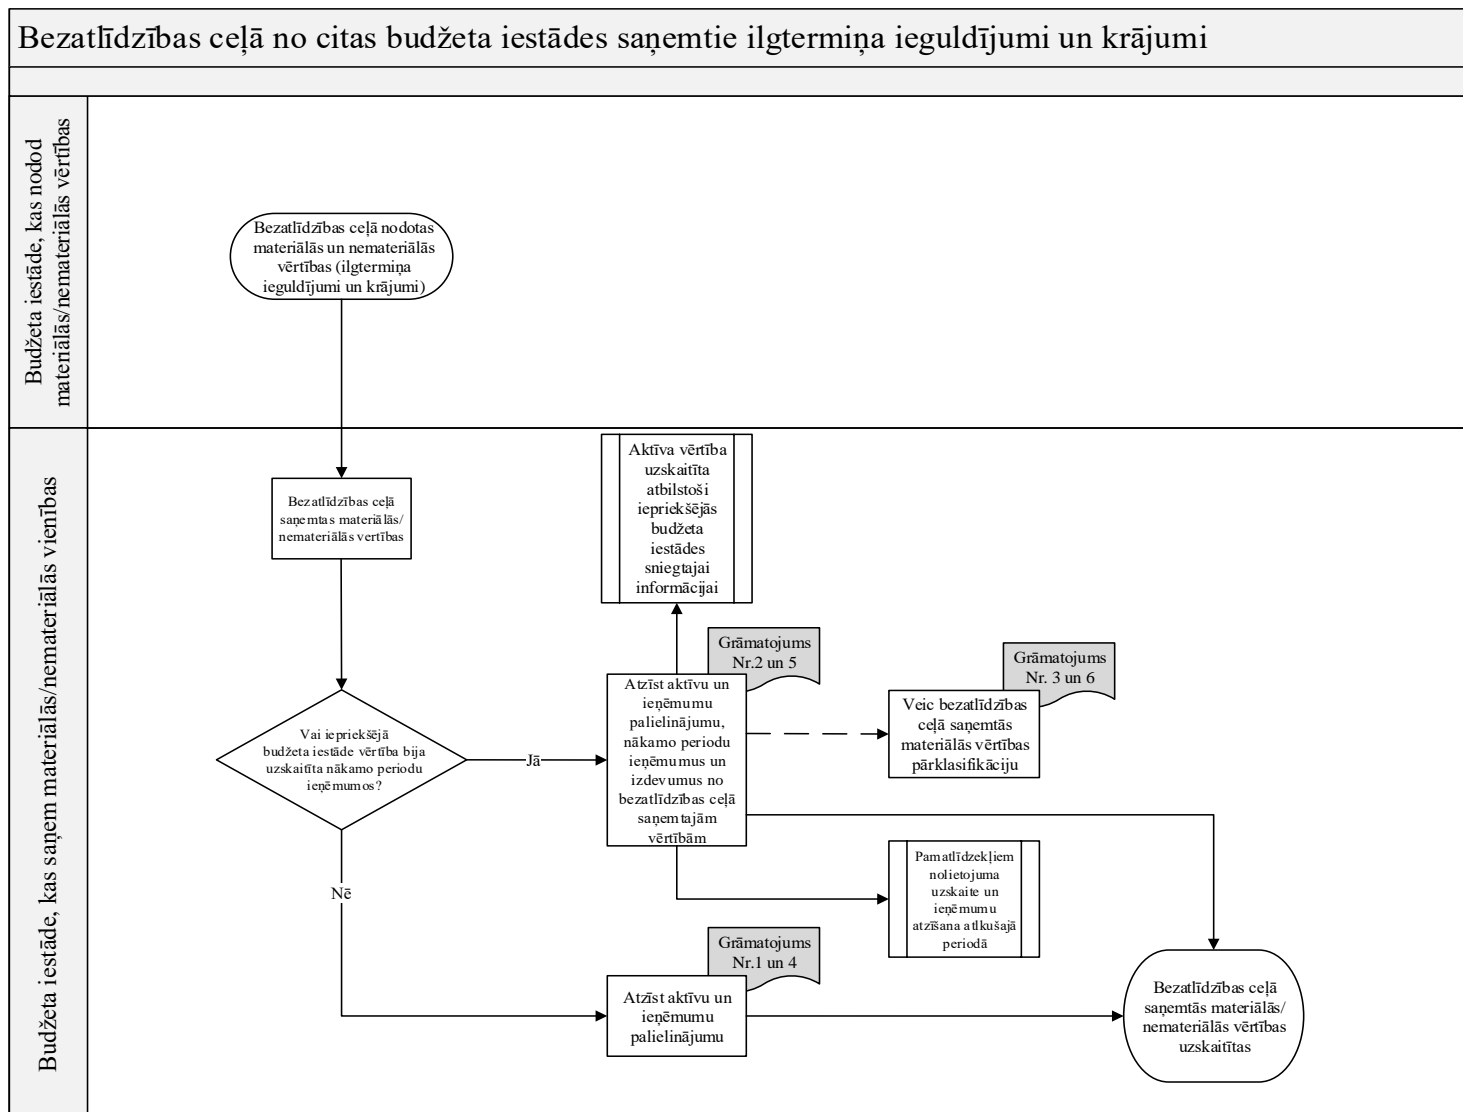 Bezatlīdzības ceļā no citas budžeta iestādes saņemtie ilgtermiņa ieguldījumi un krājumi
Budžeta iestāde, kas nodod
materiālās/nemateriālās vērtības
Bezatlīdzības ceļā nodotas
materiālās un nemateriālās
vērtības (ilgtermiņa
ieguldījumi un krājumi)
Budžeta iestāde, kas saņem materiālās/nemateriālās vienības
Bezatlīdzības ceļā
saņemtas materiālās/
nemateriālās vertības
Aktīva vērtība
uzskaitīta
atbilstoši
iepriekšējās
budžeta
iestādes
sniegtajai
informācijai
Grāmatojums
Nr.2 un 5
Grāmatojums
Nr. 3 un 6
Vai iepriekšējā
budžeta iestāde vērtība bija
uzskaitīta nākamo periodu
ieņēmumos?
Jā
Atzīst aktīvu un
ieņēmumu
palielinājumu,
nākamo periodu
ieņēmumus un
izdevumus no
bezatlīdzības ceļā
saņemtajām
vērtībām
Veic bezatlīdzības
ceļā saņemtās
materiālās vērtības
pārklasifikāciju
Pamatlīdzekļiem
nolietojuma
uzskaite un
ieņēmumu
atzīšana atlkušajā
periodā
Nē
Grāmatojums
Nr.1 un 4
Atzīst aktīvu un
ieņēmumu
palielinājumu
Bezatlīdzības ceļā
saņemtās materiālās/
nemateriālās vērtības
uzskaitītas